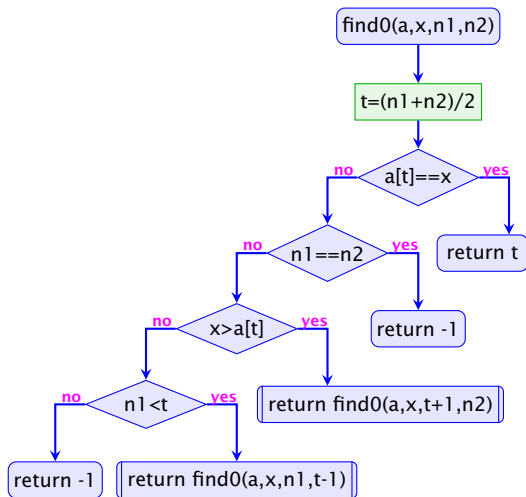 find0(a,x,n1,n2)
t=(n1+n2)/2
a[t]==x
no
yes
return t
n1==n2
no
yes
return -1
x>a[t]
no
yes
return find0(a,x,t+1,n2)
n1<t
no
yes
return -1
return find0(a,x,n1,t-1)